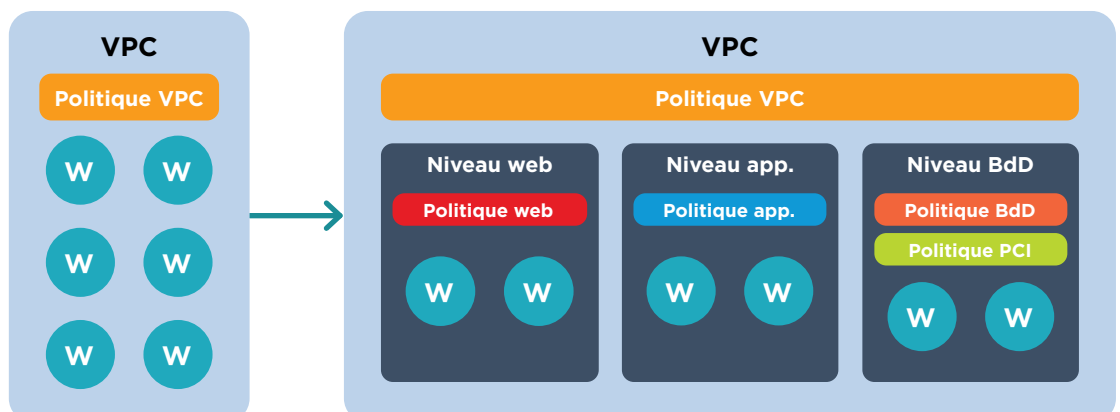 VPC
Politique VPC
W W
W W
W W
VPC
Politique VPC
Niveau web
Politique web
W W
Niveau app.
Politique app.
W W
Niveau BdD
Politique BdD
Politique PCI
W W